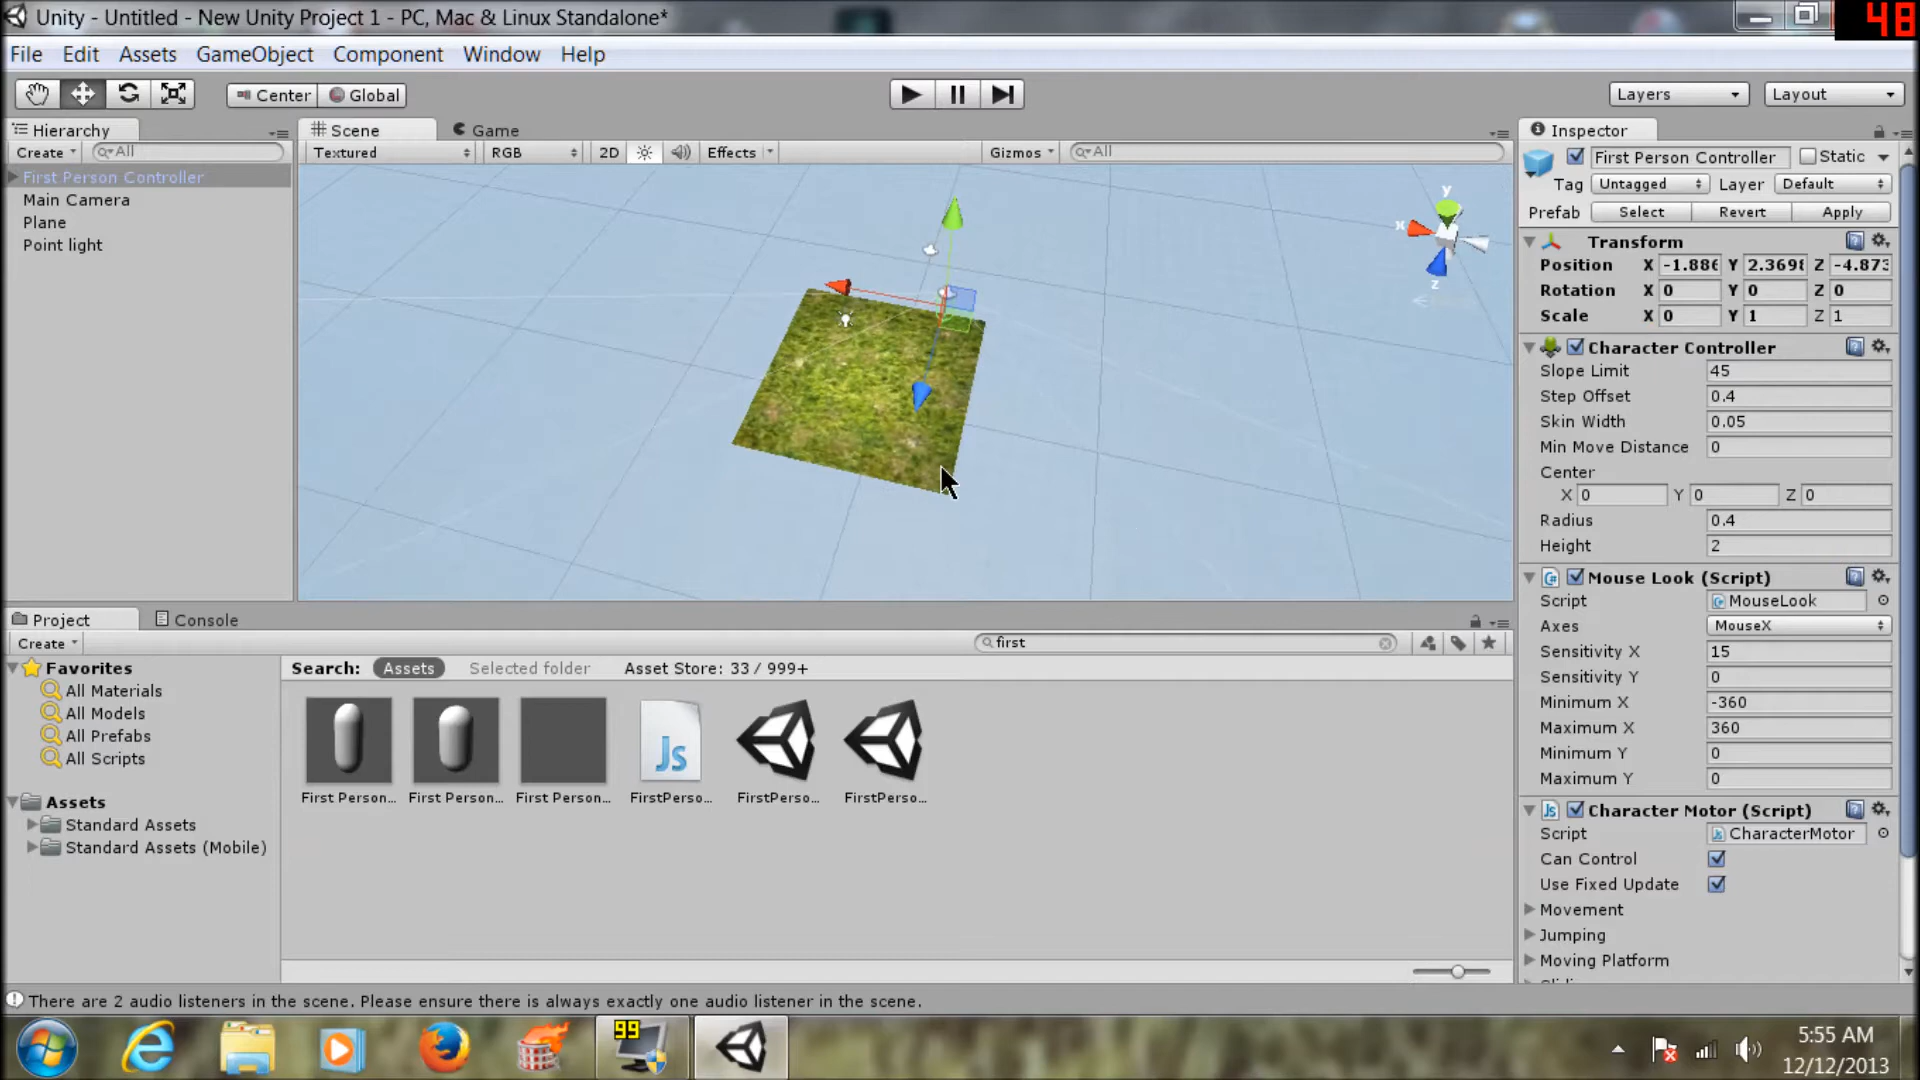 Unity - Untitled - New Unity Project 1 - PC, Mac & Linux Standalone*
48
File Edit Assets GameObject Component Window Help
Center Global
Layers Layout
Hierarchy
Create All
First Person Controller
Main Camera
Plane
Point light
Scene Game
Textured RGB 2D Effects Gizmos All
y
x
z
Inspector
First Person Controller Static
Tag Untagged Layer Default
Prefab Select Revert Apply
Transform
Position X -1.886 Y 2.3698 Z -4.873
Rotation X 0 Y 0 Z 0
Scale X 0 Y 1 Z 1
Character Controller
Slope Limit 45
Step Offset 0.4
Skin Width 0.05
Min Move Distance 0
Center
X 0 Y 0 Z 0
Radius 0.4
Height 2
Mouse Look (Script)
Script MouseLook
Axes MouseX
Sensitivity X 15
Sensitivity Y 0
Minimum X -360
Maximum X 360
Minimum Y 0
Maximum Y 0
Js Character Motor (Script)
Script CharacterMotor
Can Control
Use Fixed Update
Movement
Jumping
Moving Platform
Project Console
Create first
Favorites
All Materials
All Models
All Prefabs
All Scripts
Assets
Standard Assets
Standard Assets (Mobile)
Search: Assets Selected folder Asset Store: 33 / 999+
Js
First Person... First Person... First Person... FirstPerso... FirstPerso... FirstPerso...
There are 2 audio listeners in the scene. Please ensure there is always exactly one audio listener in the scene.
99
5:55 AM
12/12/2013